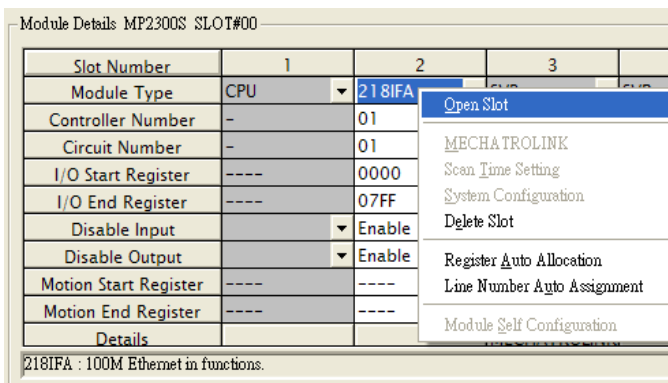 Module Details MP2300S SLOT#00
Slot Number 1 2 3
Module Type CPU 218IFA
Open Slot
Controller Number - 01
Circuit Number - 01
MECHATROLINK
I/O Start Register ---- 0000
Scan Time Setting
I/O End Register ---- 07FF
System Configuration
Disable Input Enable
Delete Slot
Disable Output Enable
Register Auto Allocation
Motion Start Register ---- ----
Line Number Auto Assignment
Motion End Register ---- ----
Module Self Configuration
Details
218IFA : 100M Ethernet in functions.